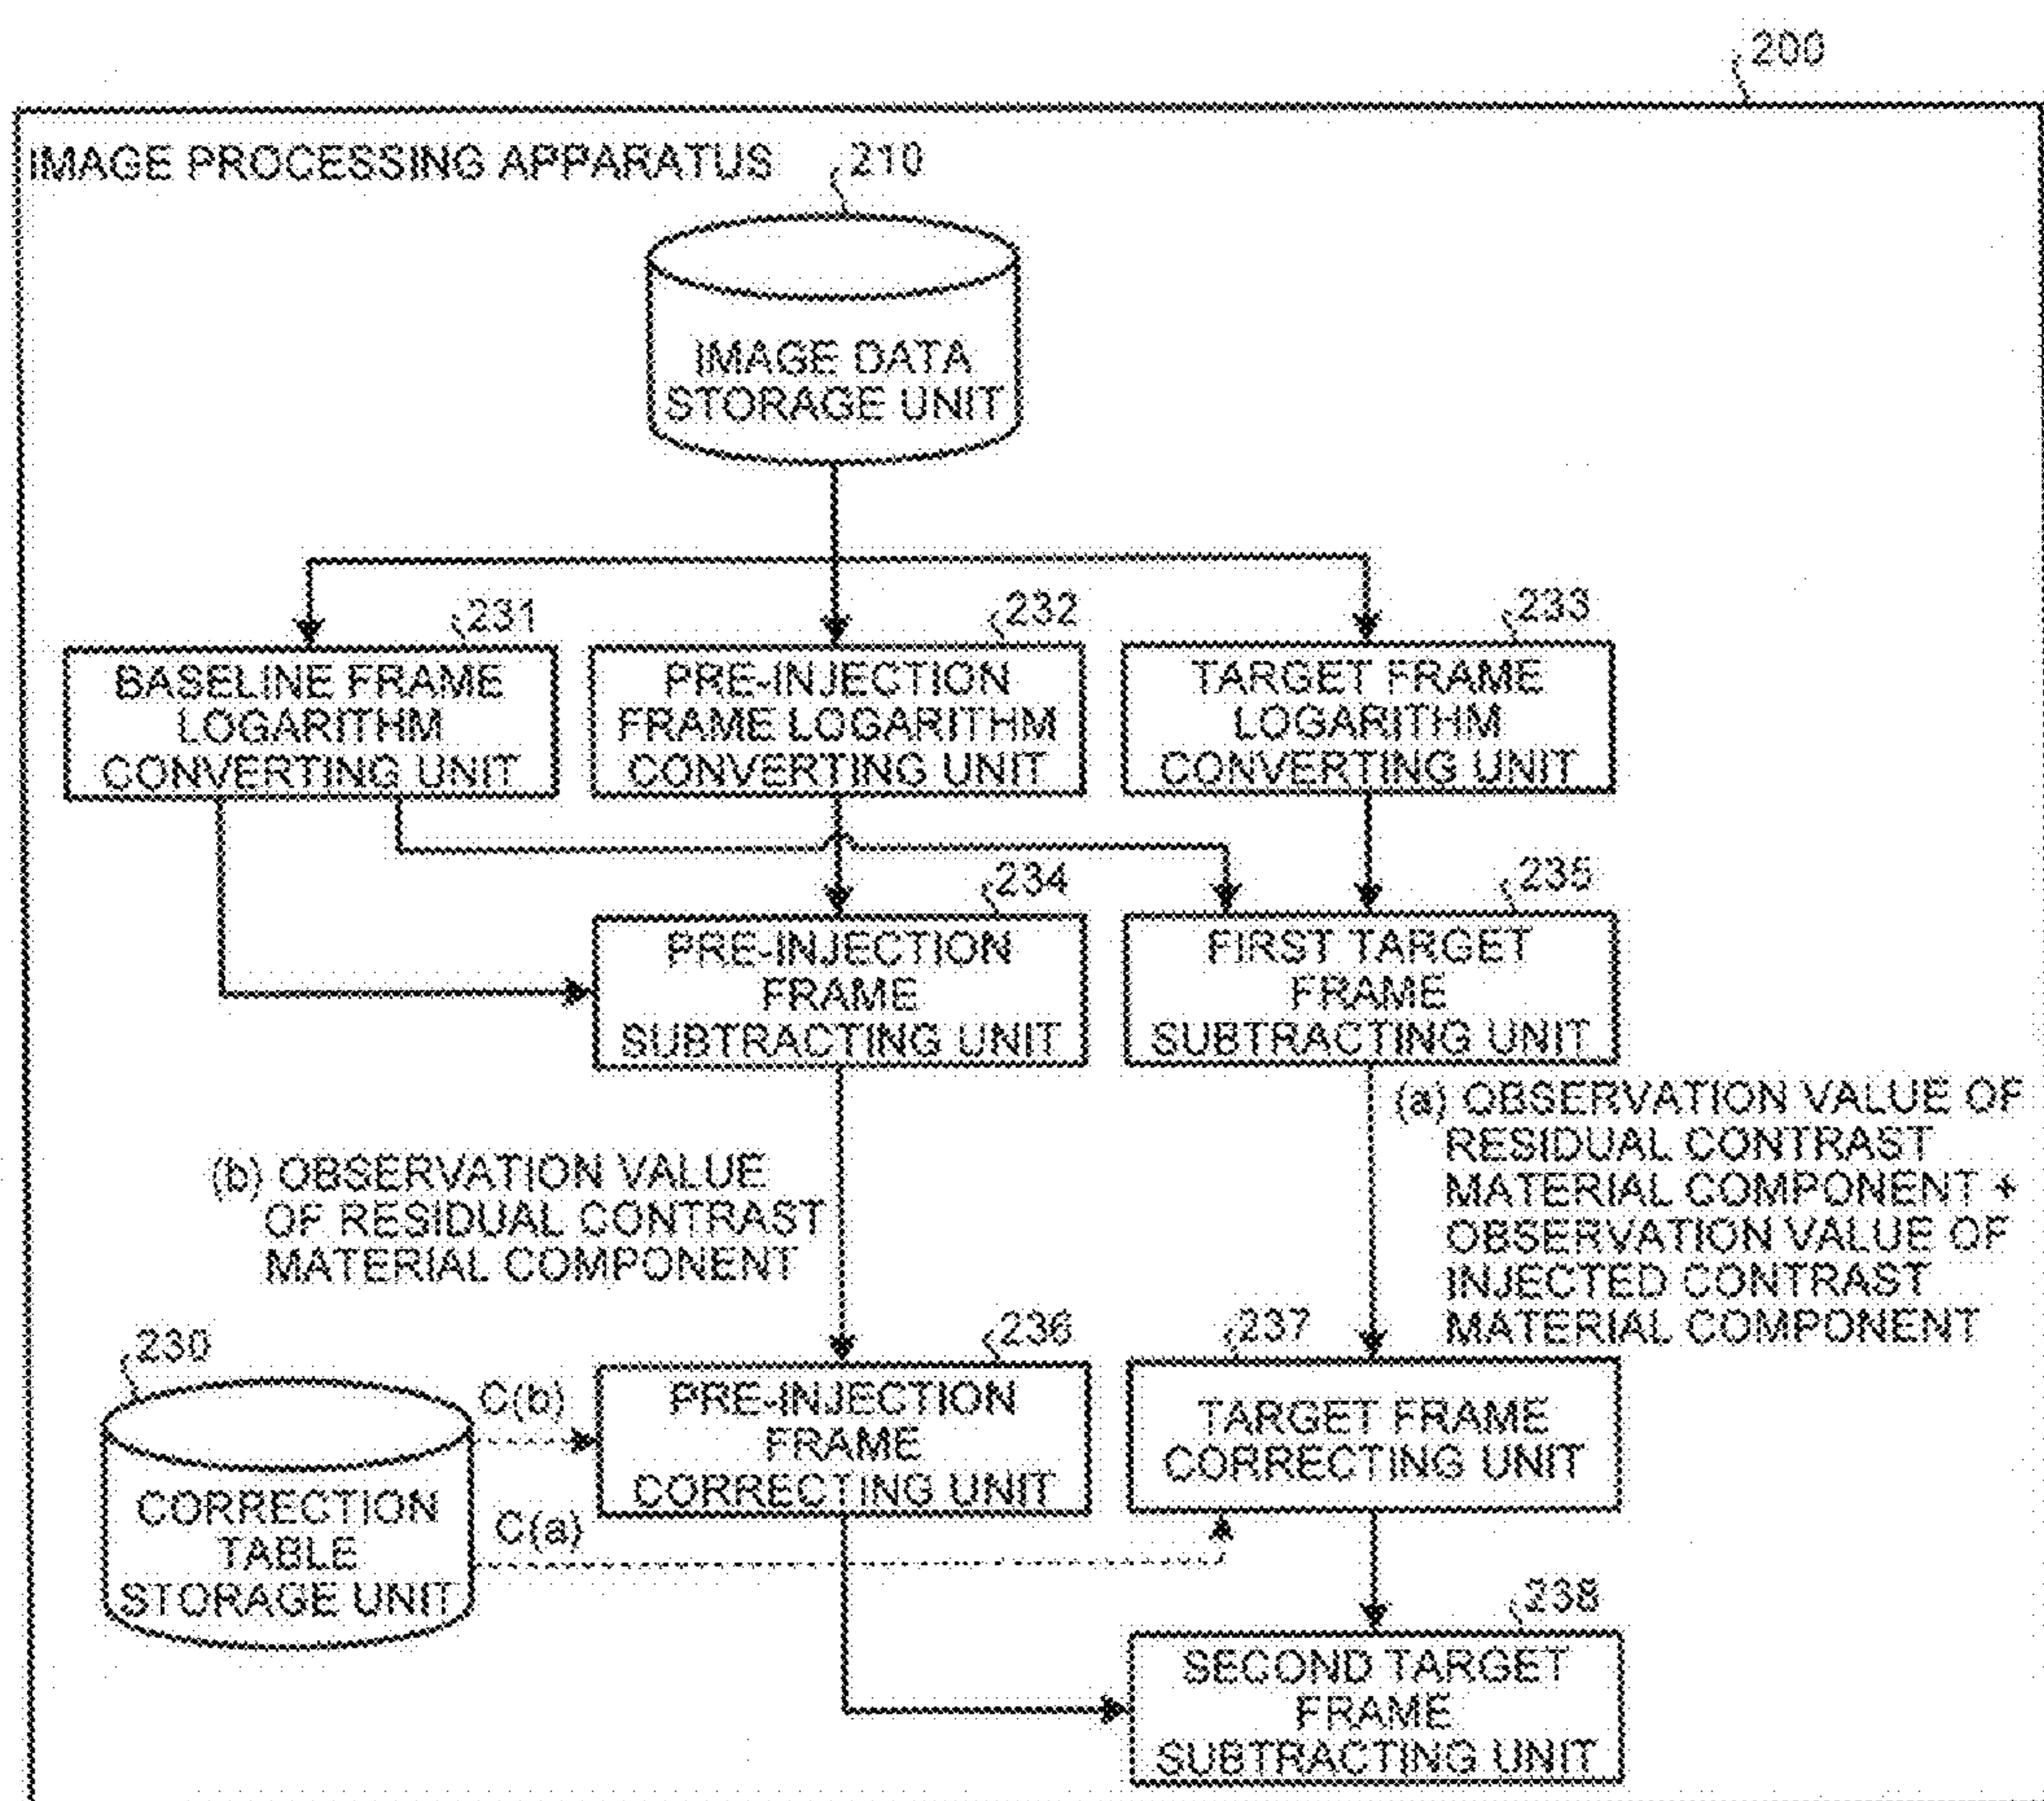 200
IMAGE PROCESSING APPARATUS
210
IMAGE DATA
STORAGE UNIT
231
BASELINE FRAME
LOGARITHM
CONVERTING UNIT
232
PRE-INJECTION
FRAME LOGARITHM
CONVERTING UNIT
233
TARGET FRAME
LOGARITHM
CONVERTING UNIT
234
PRE-INJECTION
FRAME
SUBTRACTING UNIT
235
FIRST TARGET
FRAME
SUBTRACTING UNIT
(b) OBSERVATION VALUE
OF RESIDUAL CONTRAST
MATERIAL COMPONENT
(a) OBSERVATION VALUE OF
RESIDUAL CONTRAST
MATERIAL COMPONENT +
OBSERVATION VALUE OF
INJECTED CONTRAST
MATERIAL COMPONENT
230
CORRECTION
TABLE
STORAGE UNIT
C(b)
C(a)
236
PRE-INJECTION
FRAME
CORRECTING UNIT
237
TARGET FRAME
CORRECTING UNIT
238
SECOND TARGET
FRAME
SUBTRACTING UNIT